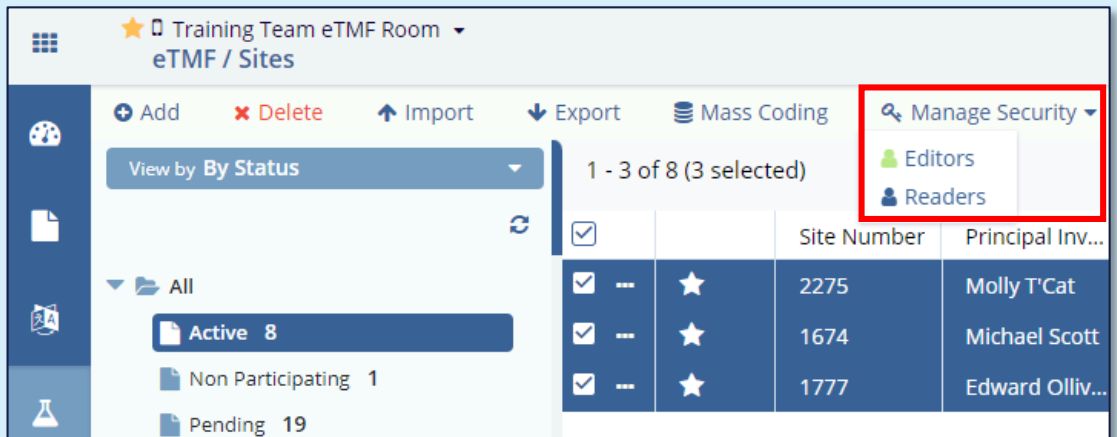 Training Team eTMF Room
eTMF / Sites
Add Delete Import Export Mass Coding Manage Security
Editors
Readers
View by By Status
1 - 3 of 8 (3 selected)
Site Number Principal Inv...
All
Active 8
Non Participating 1
Pending 19
2275 Molly T'Cat
1674 Michael Scott
1777 Edward Olliv...